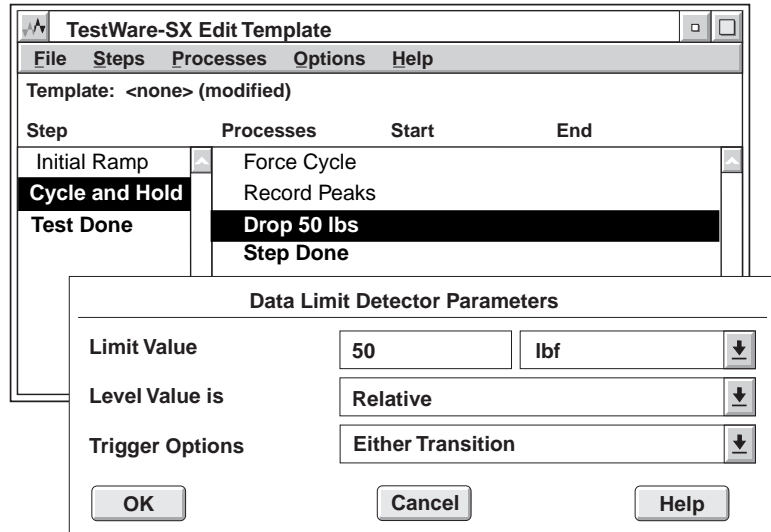 TestWare-SX Edit Template
File Steps Processes Options Help
Template: <none> (modified)
Step Processes Start End
Initial Ramp Force Cycle
Cycle and Hold Record Peaks
Test Done Drop 50 lbs
Step Done
Data Limit Detector Parameters
Limit Value 50 lbf
Level Value is Relative
Trigger Options Either Transition
OK Cancel Help